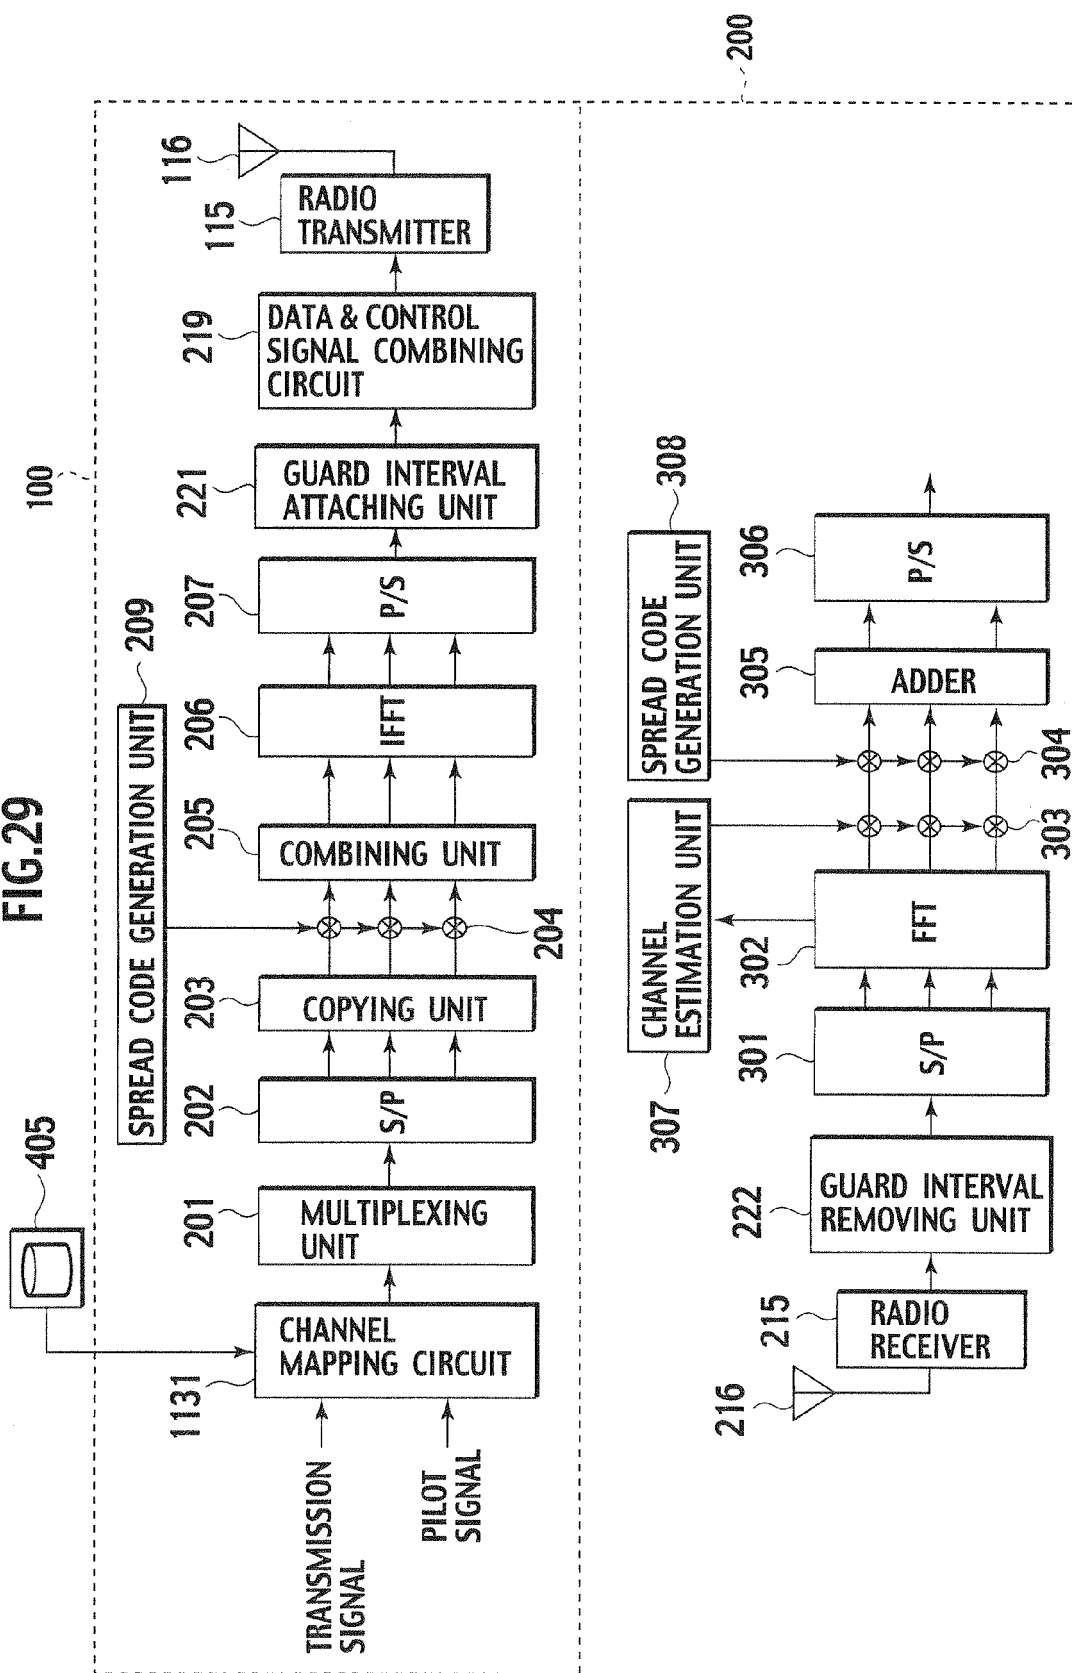 FIG.29
405
100
SPREAD CODE GENERATION UNIT
209
1131
201
202
203
205
206
207
221
219
115
116
TRANSMISSION
SIGNAL
PILOT
SIGNAL
CHANNEL
MAPPING CIRCUIT
MULTIPLEXING
UNIT
S/P
COPYING UNIT
204
COMBINING UNIT
IFFT
P/S
GUARD INTERVAL
ATTACHING UNIT
DATA & CONTROL
SIGNAL COMBINING
CIRCUIT
RADIO
TRANSMITTER
200
307
CHANNEL
ESTIMATION UNIT
SPREAD CODE
GENERATION UNIT
308
216
215
222
301
302
305
306
RADIO
RECEIVER
GUARD INTERVAL
REMOVING UNIT
S/P
FFT
303
304
ADDER
P/S